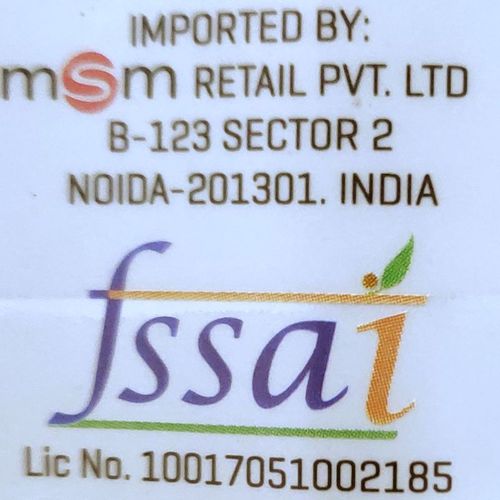 IMPORTED BY:
msm RETAIL PVT. LTD
B-123 SECTOR 2
NOIDA-201301. INDIA
fssai
Lic No. 10017051002185